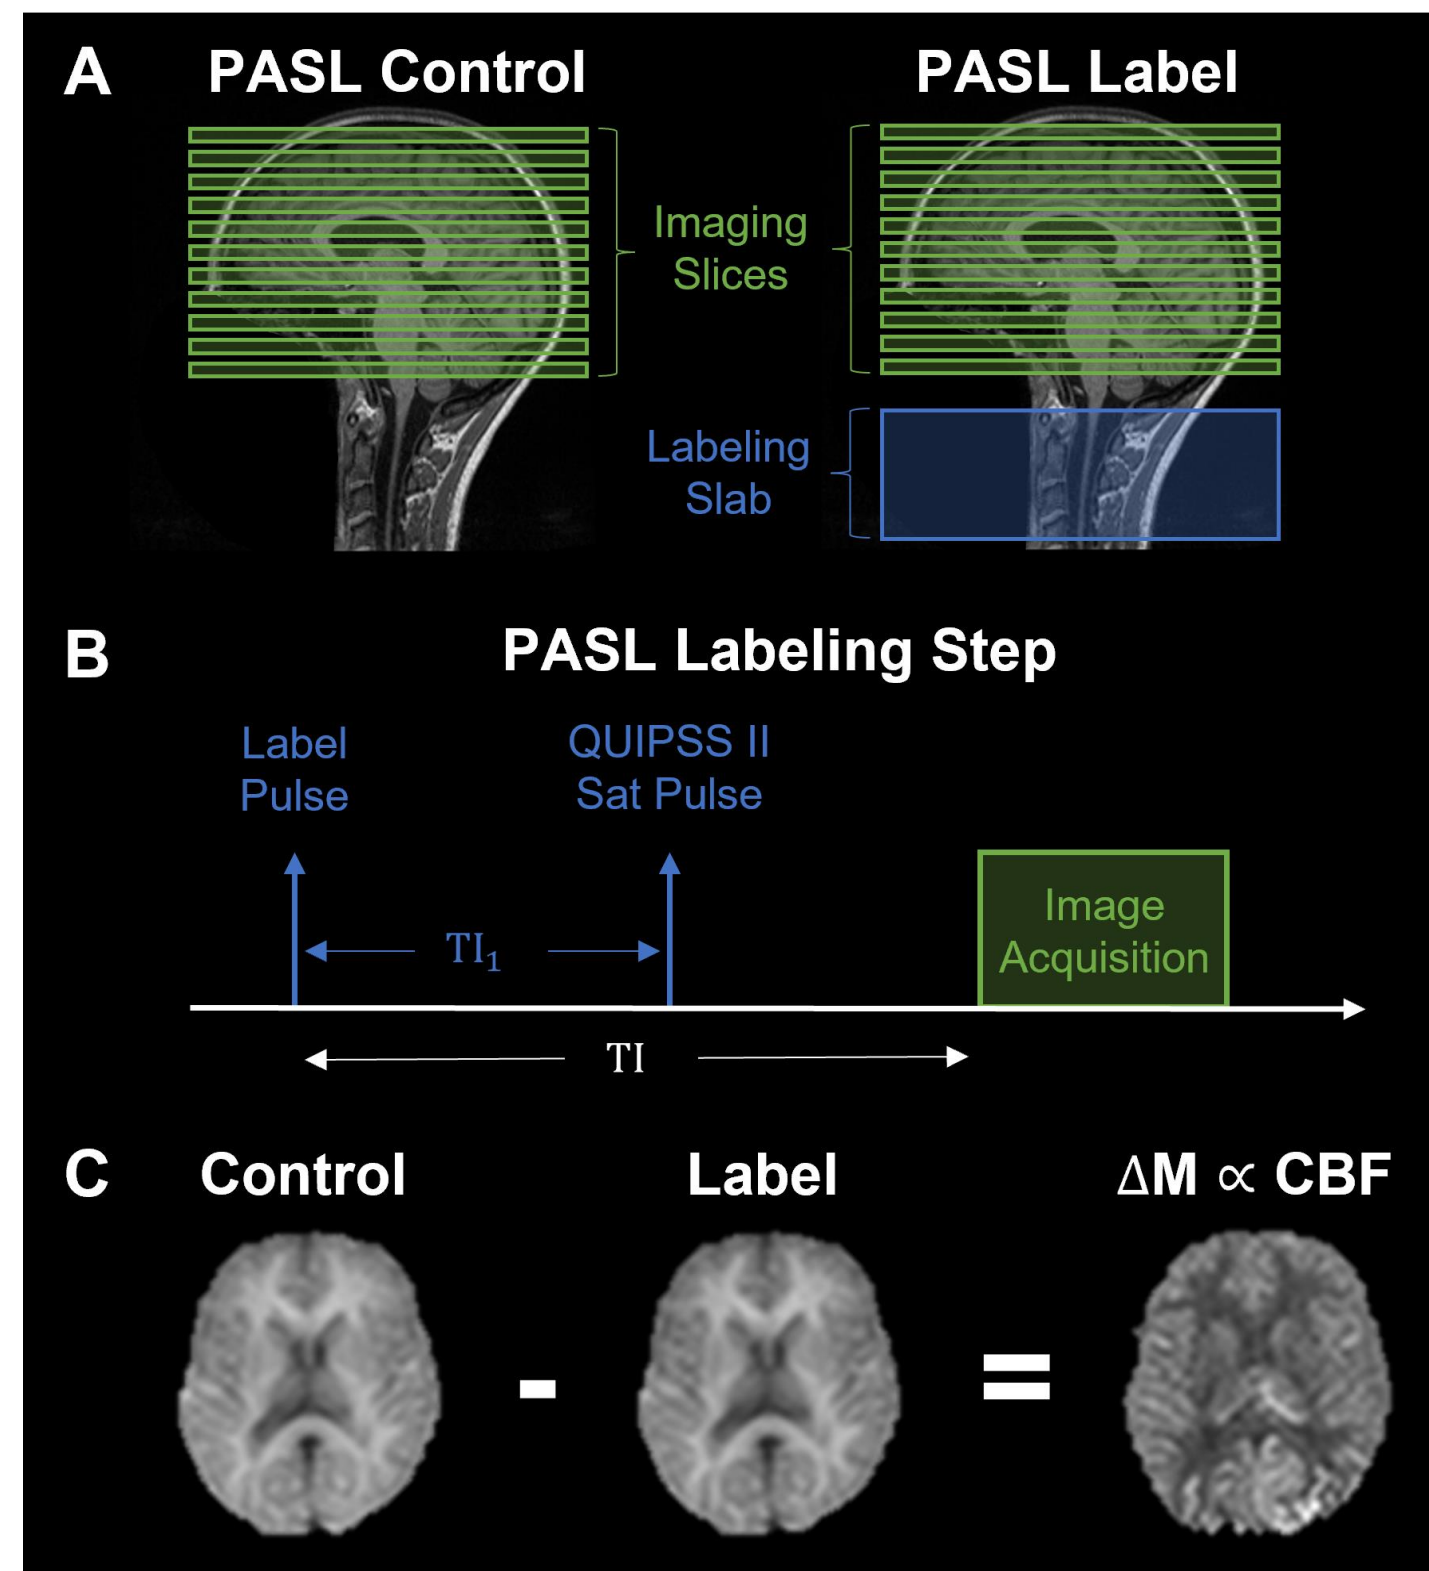 A
PASL Control
PASL Label
Imaging
Slices
Labeling
Slab
B
PASL Labeling Step
Label
Pulse
QUIPSS II
Sat Pulse
TI₁
Image
Acquisition
TI
C
Control
Label
ΔM ∝ CBF
-
=